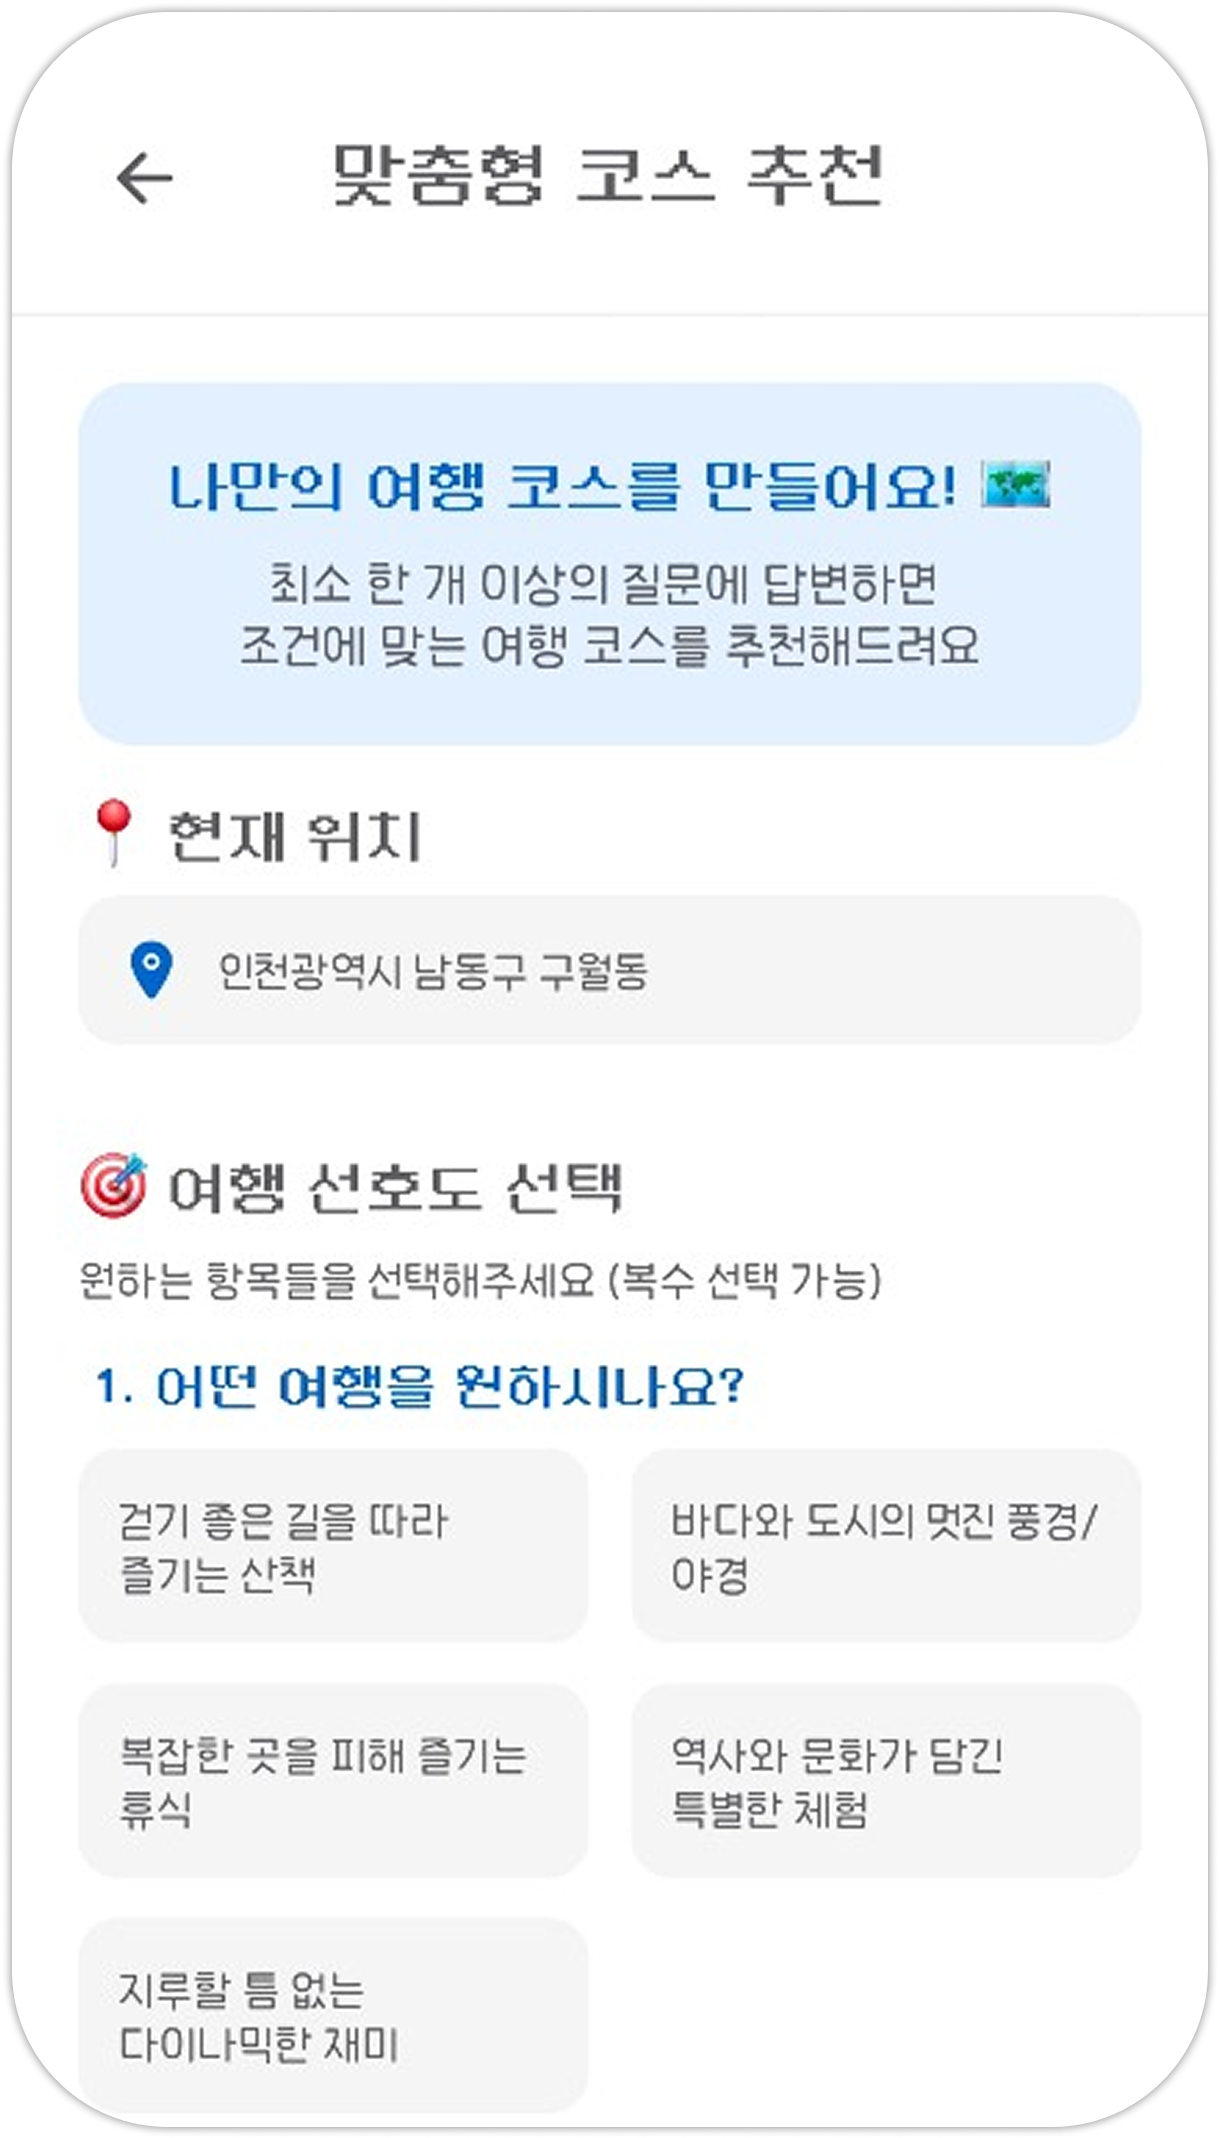 맞춤형 코스 추천
나만의 여행 코스를 만들어요!
최소 한 개 이상의 질문에 답변하면
조건에 맞는 여행 코스를 추천해드려요
현재 위치
인천광역시 남동구 구월동
여행 선호도 선택
원하는 항목들을 선택해주세요 (복수 선택 가능)
1. 어떤 여행을 원하시나요?
걷기 좋은 길을 따라
즐기는 산책
바다와 도시의 멋진 풍경/
야경
복잡한 곳을 피해 즐기는
휴식
역사와 문화가 담긴
특별한 체험
지루할 틈 없는
다이나믹한 재미